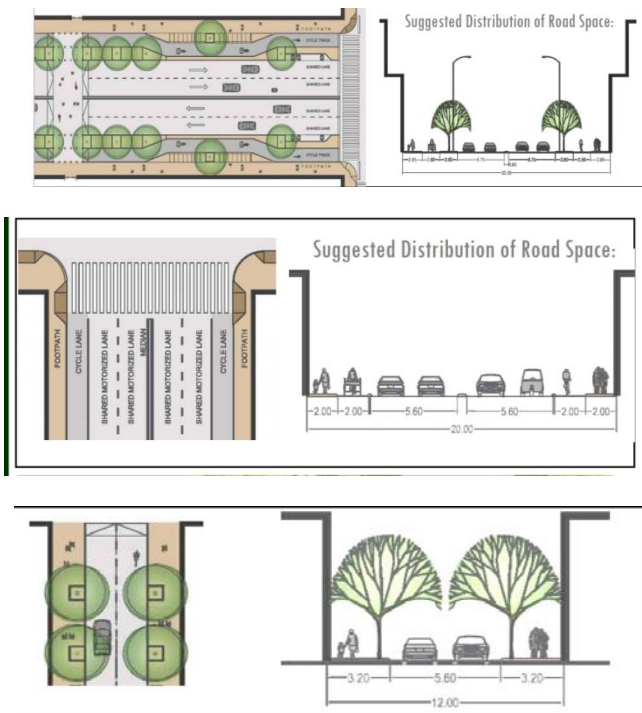 Suggested Distribution of Road Space:
FOOTPATH
CYCLE TRACK
SHARED LANE
SHARED LANE
SHARED LANE
SHARED LANE
CYCLE TRACK
FOOTPATH
Suggested Distribution of Road Space:
FOOTPATH
CYCLE LANE
SHARED MOTORIZED LANE
SHARED MOTORIZED LANE
MEDIAN
SHARED MOTORIZED LANE
SHARED MOTORIZED LANE
CYCLE LANE
FOOTPATH
2.00 2.00 5.60 5.60 2.00 2.00
20.00
3.20 5.60 3.20
12.00